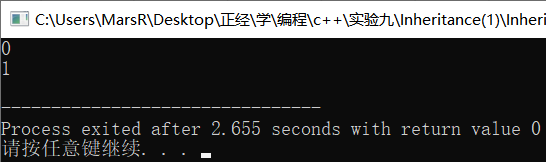 C:\Users\MarsR\Desktop\正经\学\编程\c++\实验九\Inheritance(1)\Inheri
0
1
--------------------------------
Process exited after 2.655 seconds with return value 0
请按任意键继续. . .